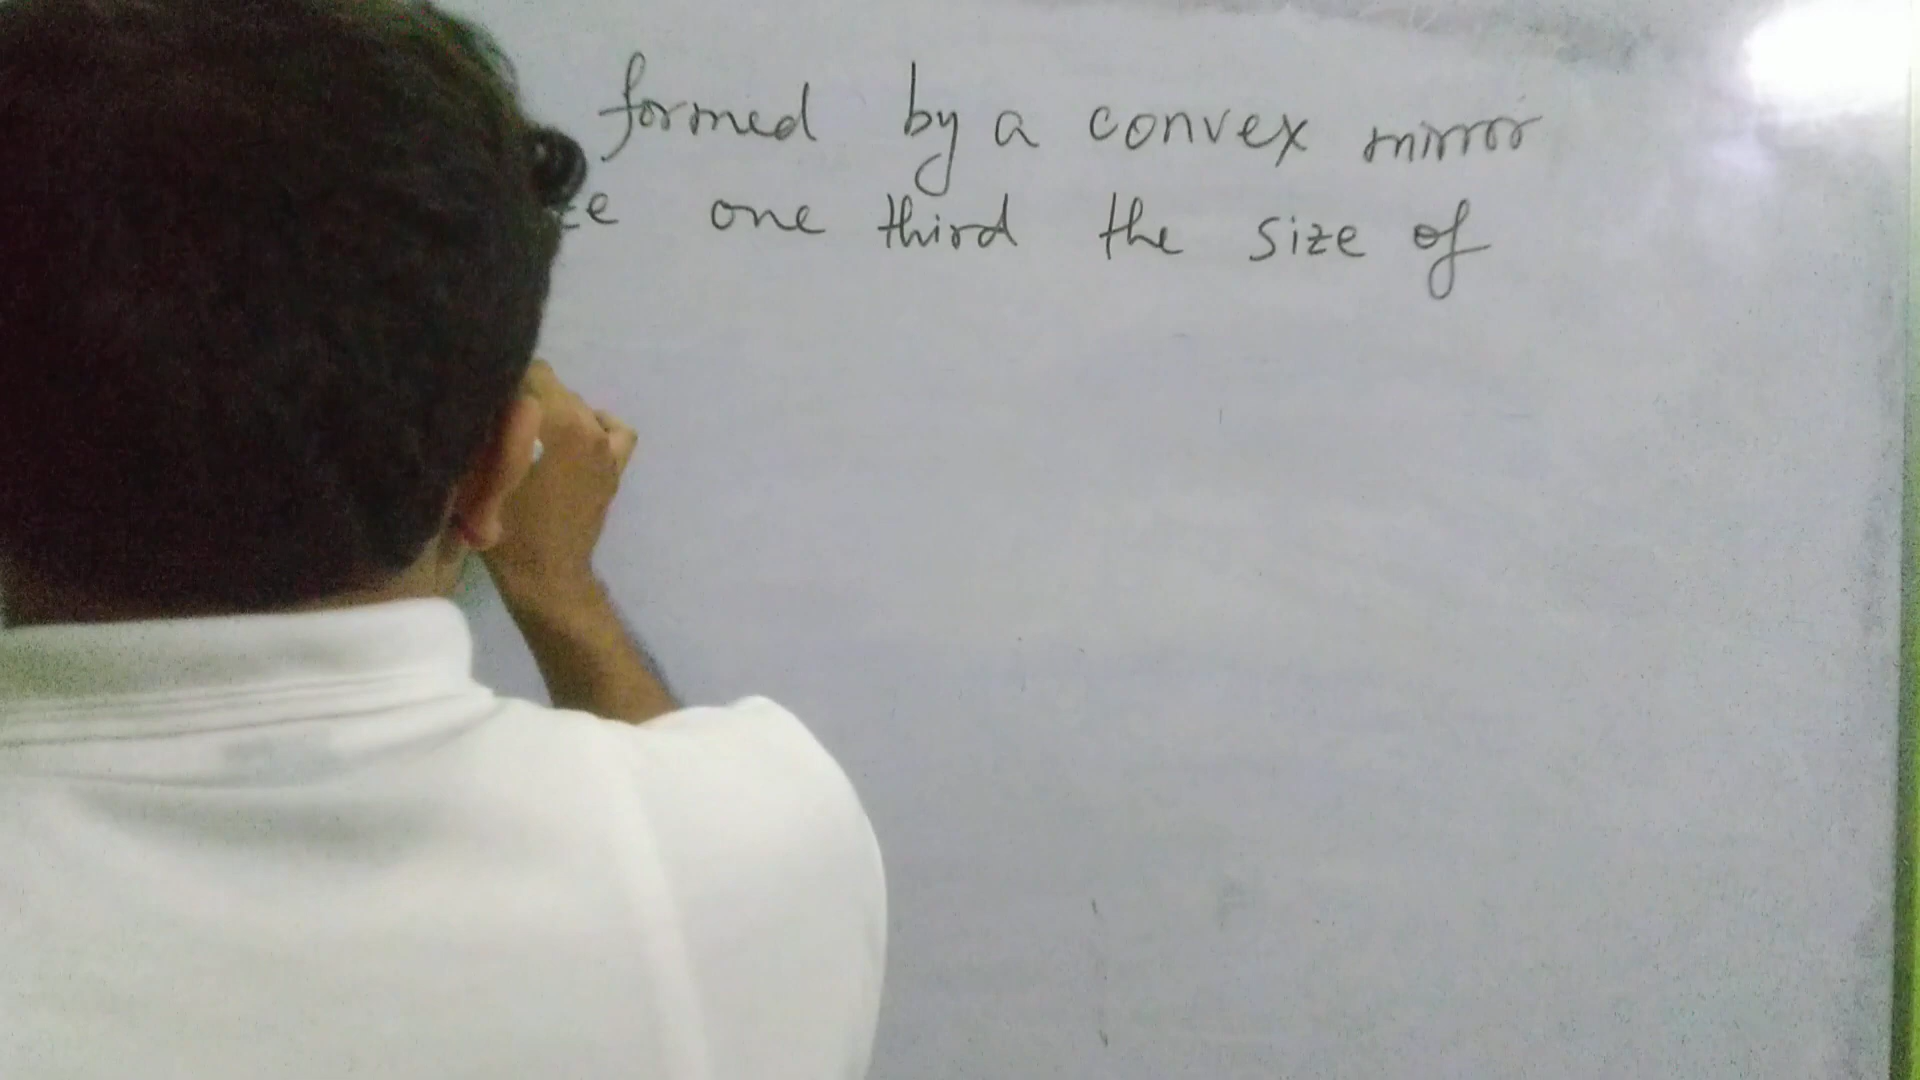 formed by a convex mirror
one third the size of